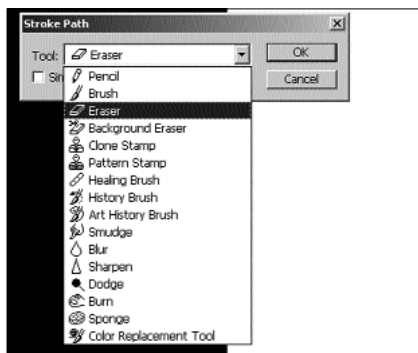 Stroke Path
Tool: Eraser
OK
Sim
Cancel
Pencil
Brush
Eraser
Background Eraser
Clone Stamp
Pattern Stamp
Healing Brush
History Brush
Art History Brush
Smudge
Blur
Sharpen
Dodge
Burn
Sponge
Color Replacement Tool